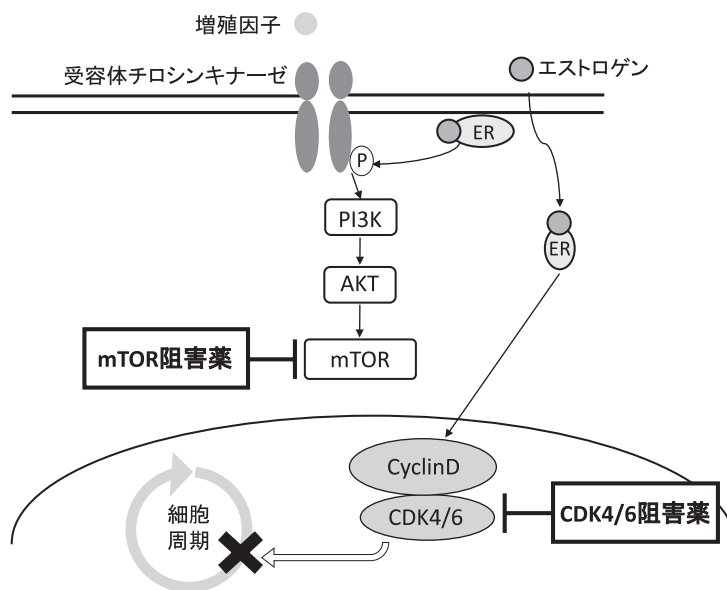 増殖因子
受容体チロシンキナーゼ
エストロゲン
ER
P
PI3K
ER
AKT
mTOR阻害薬
mTOR
CyclinD
CDK4/6
CDK4/6阻害薬
細胞
周期